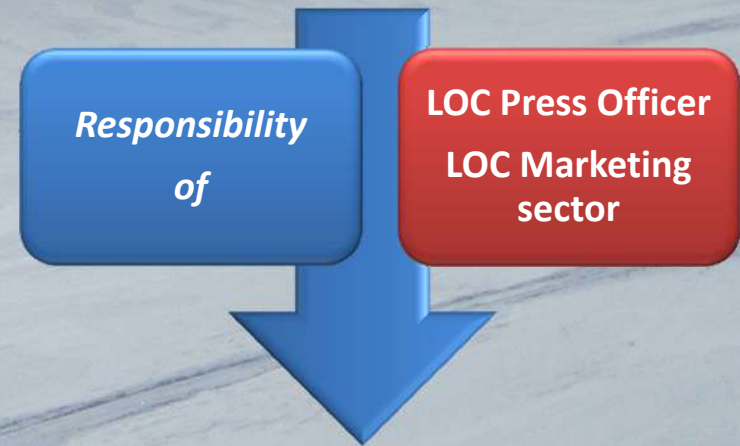 Responsibility
of
LOC Press Officer
LOC Marketing
sector